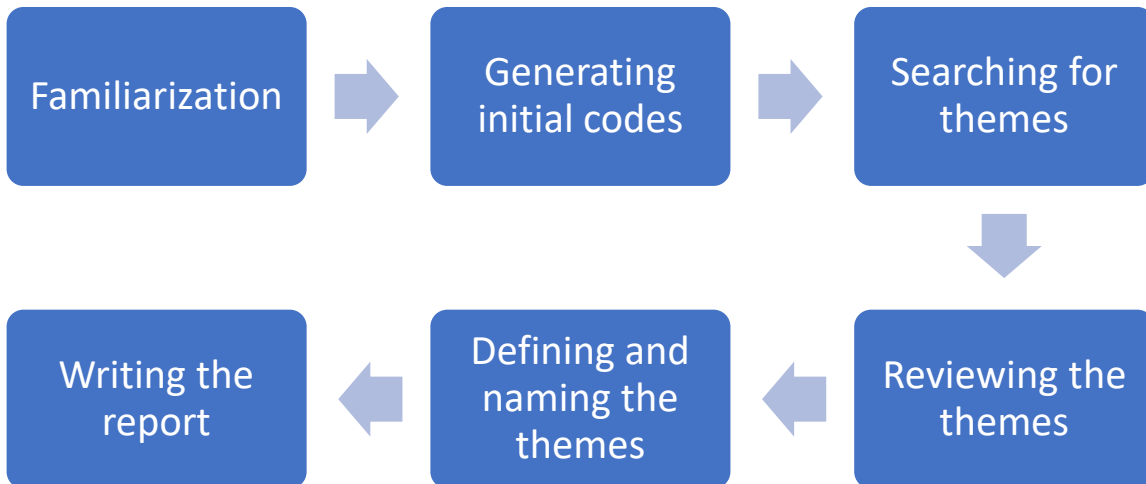 Familiarization
Generating
initial codes
Searching for
themes
Reviewing the
themes
Defining and
naming the
themes
Writing the
report